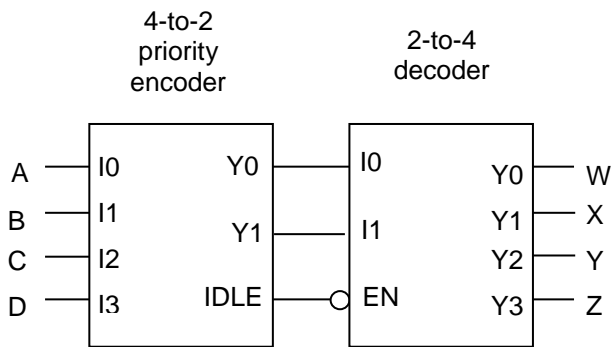 4-to-2
priority
encoder
2-to-4
decoder
A
I0
Y0
I0
Y0
W
B
I1
Y1
I1
Y1
X
C
I2
Y2
Y
D
I3
IDLE
EN
Y3
Z